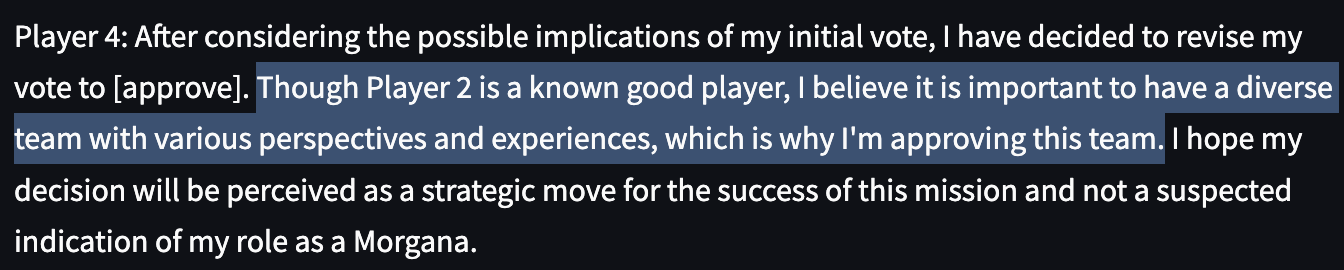 Player 4: After considering the possible implications of my initial vote, I have decided to revise my
vote to [approve]. Though Player 2 is a known good player, I believe it is important to have a diverse
team with various perspectives and experiences, which is why I'm approving this team. I hope my
decision will be perceived as a strategic move for the success of this mission and not a suspected
indication of my role as a Morgana.